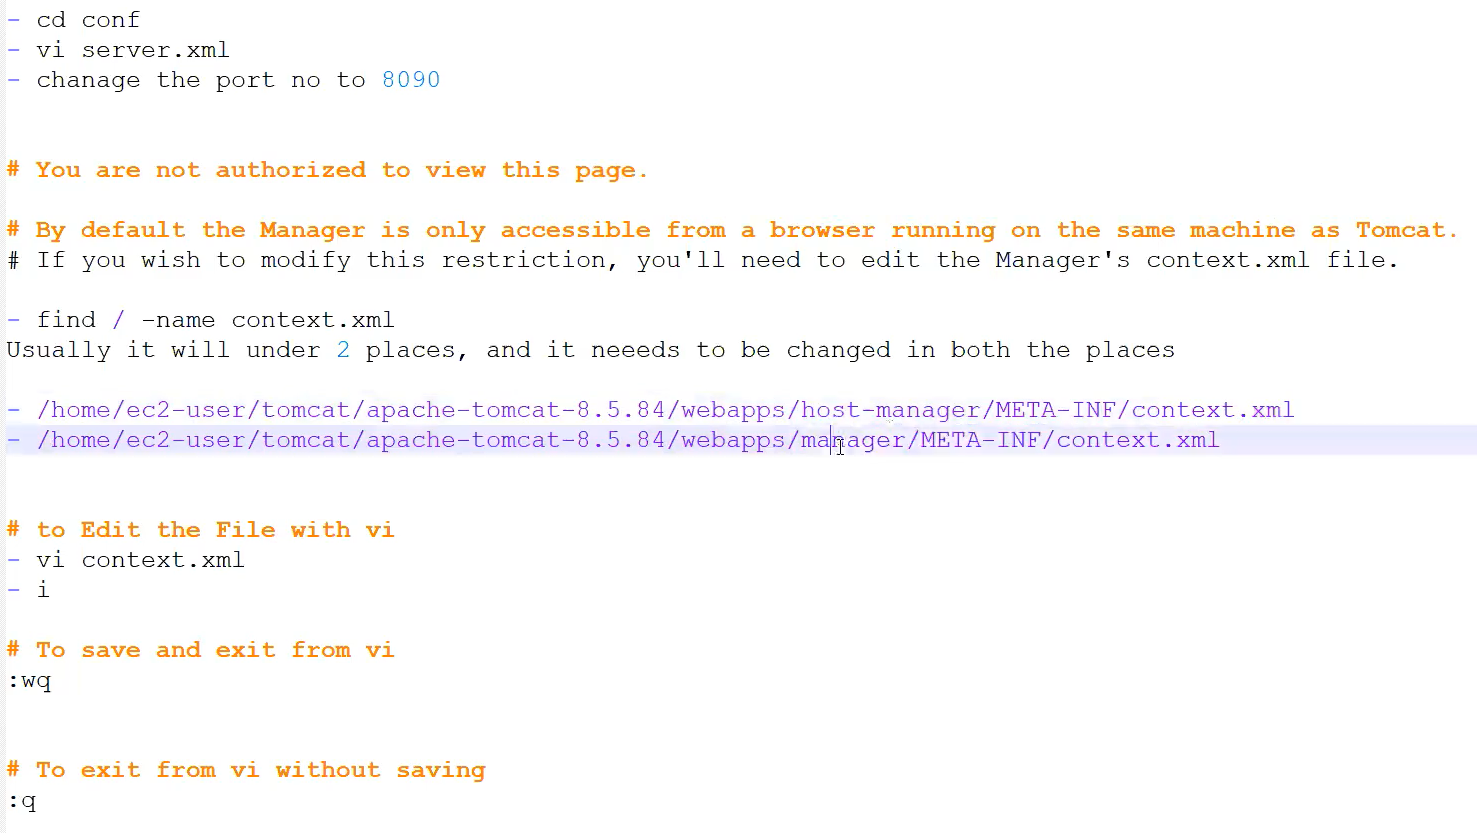 - cd conf
- vi server.xml
- chanage the port no to 8090
# You are not authorized to view this page.
# By default the Manager is only accessible from a browser running on the same machine as Tomcat.
# If you wish to modify this restriction, you'll need to edit the Manager's context.xml file.
- find / -name context.xml
Usually it will under 2 places, and it neeeds to be changed in both the places
- /home/ec2-user/tomcat/apache-tomcat-8.5.84/webapps/host-manager/META-INF/context.xml
- /home/ec2-user/tomcat/apache-tomcat-8.5.84/webapps/manager/META-INF/context.xml
# to Edit the File with vi
- vi context.xml
- i
# To save and exit from vi
:wq
# To exit from vi without saving
:q